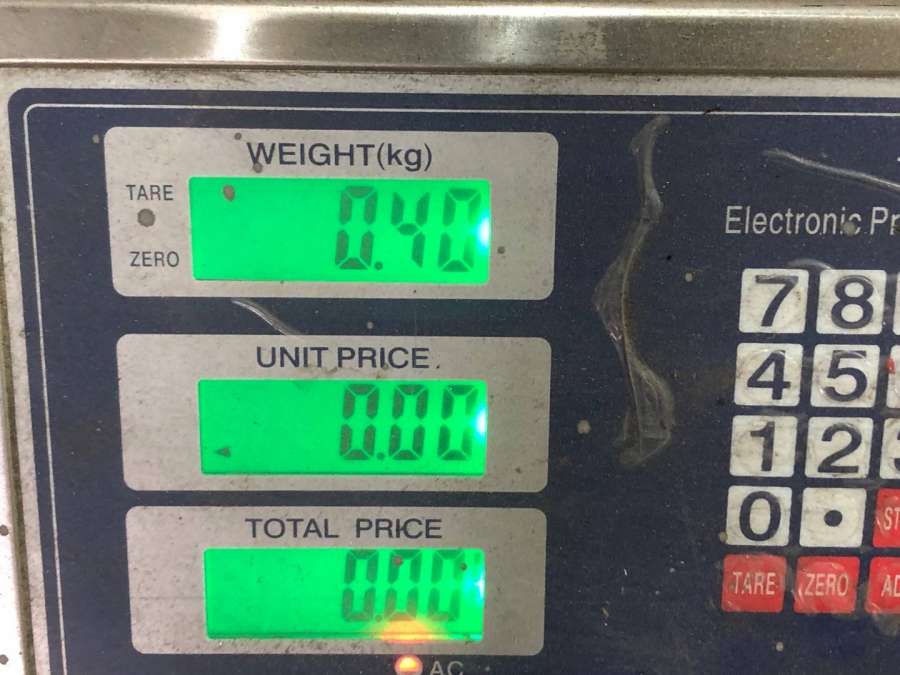 WEIGHT(kg)
TARE
0.40
ZERO
Electronic
UNIT PRICE
0.00
TOTAL PRICE
0.00
AC
7 8
4 5
1 2
0 .
TARE ZERO